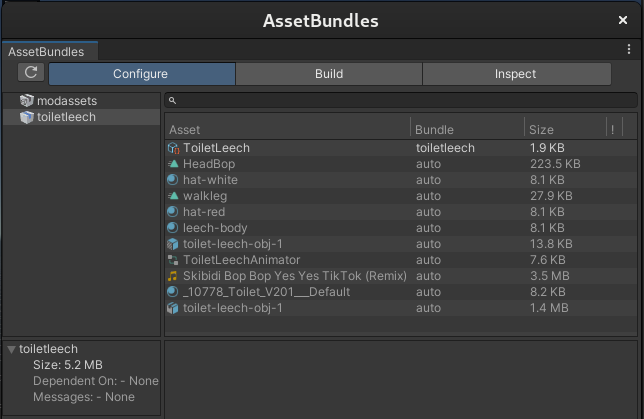 AssetBundles
AssetBundles
Configure Build Inspect
modassets
toiletleech
Asset Bundle Size !
ToiletLeech toiletleech 1.9 KB
HeadBop auto 223.5 KB
hat-white auto 8.1 KB
walkleg auto 27.9 KB
hat-red auto 8.1 KB
leech-body auto 8.1 KB
toilet-leech-obj-1 auto 13.8 KB
ToiletLeechAnimator auto 7.6 KB
Skibidi Bop Bop Yes Yes TikTok (Remix) auto 3.5 MB
_10778_Toilet_V201___Default auto 8.2 KB
toilet-leech-obj-1 auto 1.4 MB
toiletleech
Size: 5.2 MB
Dependent On: - None
Messages: - None